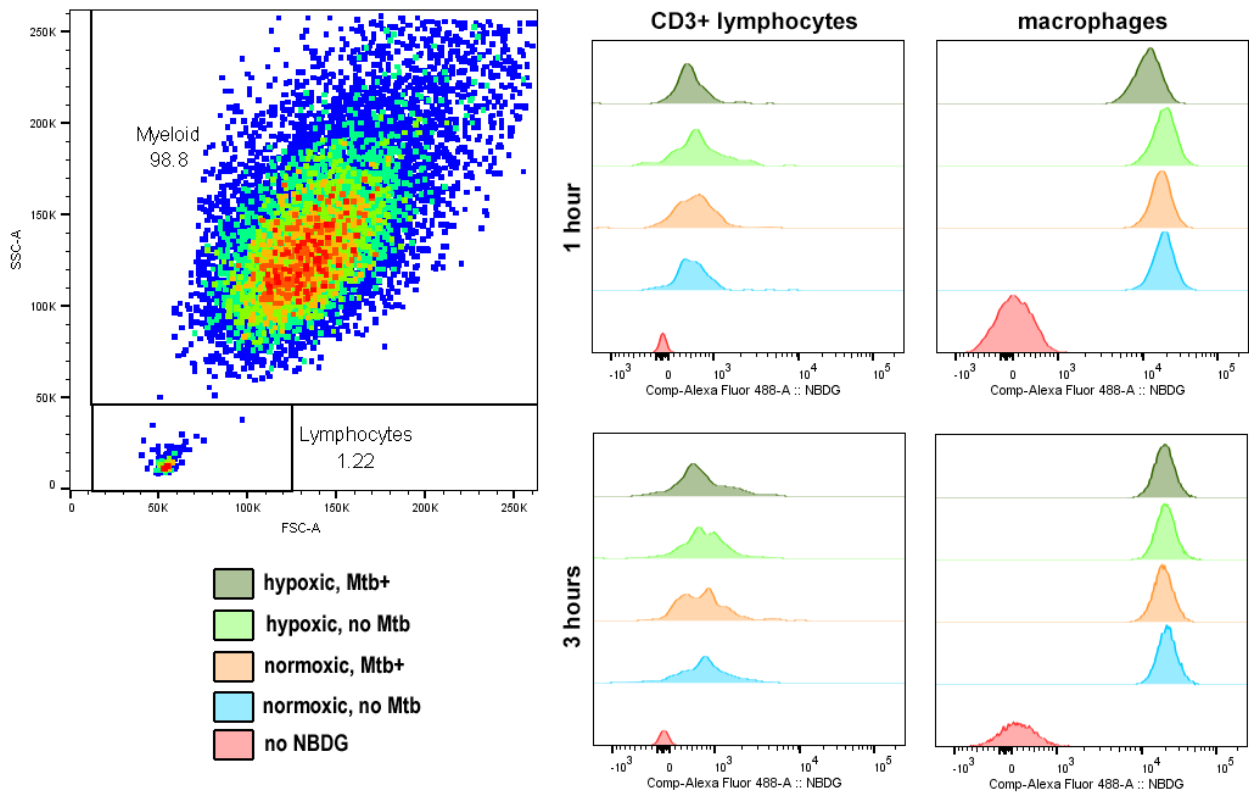 250K
200K
150K
100K
50K
0
SSC-A
Myeloid
98.8
Lymphocytes
1.22
0
50K
100K
150K
200K
250K
FSC-A
hypoxic, Mtb+
hypoxic, no Mtb
normoxic, Mtb+
normoxic, no Mtb
no NBDG
CD3+ lymphocytes
macrophages
1 hour
-10³ 0 10³ 10⁴ 10⁵
Comp-Alexa Fluor 488-A :: NBDG
-10³ 0 10³ 10⁴ 10⁵
Comp-Alexa Fluor 488-A :: NBDG
3 hours
-10³ 0 10³ 10⁴ 10⁵
Comp-Alexa Fluor 488-A :: NBDG
-10³ 0 10³ 10⁴ 10⁵
Comp-Alexa Fluor 488-A :: NBDG